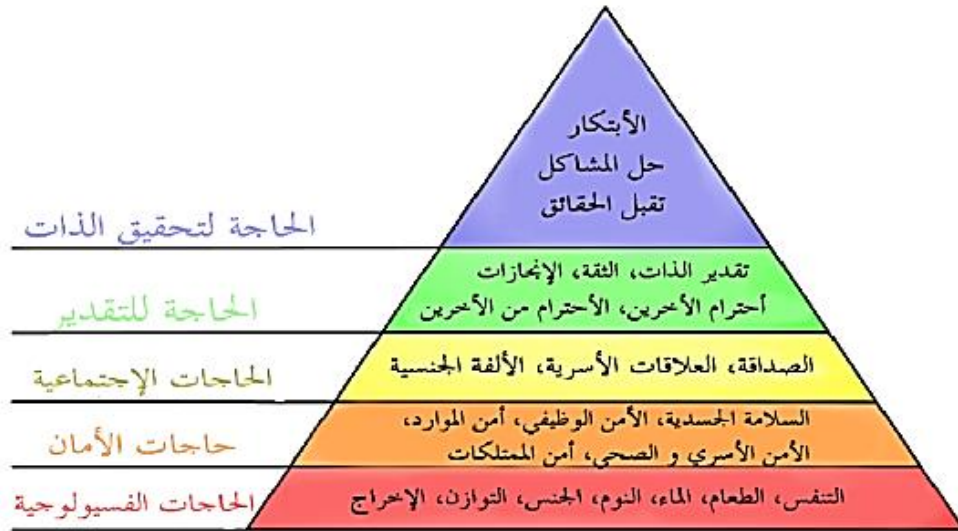 الأبتكار
حل المشاكل
تقبل الحقائق
الحاجة لتحقيق الذات
تقدير الذات، الثقة، الإنجازات
أحترام الأخرين، الأحترام من الأخرين
الحاجة للتقدير
الصداقة، العلاقات الأسرية، الألفة الجنسية
الحاجات الإجتماعية
السلامة الجسدية، الأمن الوظيفي، أمن الموارد،
الأمن الأسري و الصحي، أمن الممتلكات
حاجات الأمان
التنفس، الطعام، الماء، النوم، الجنس، التوازن، الإخراج
الحاجات الفسيولوجية